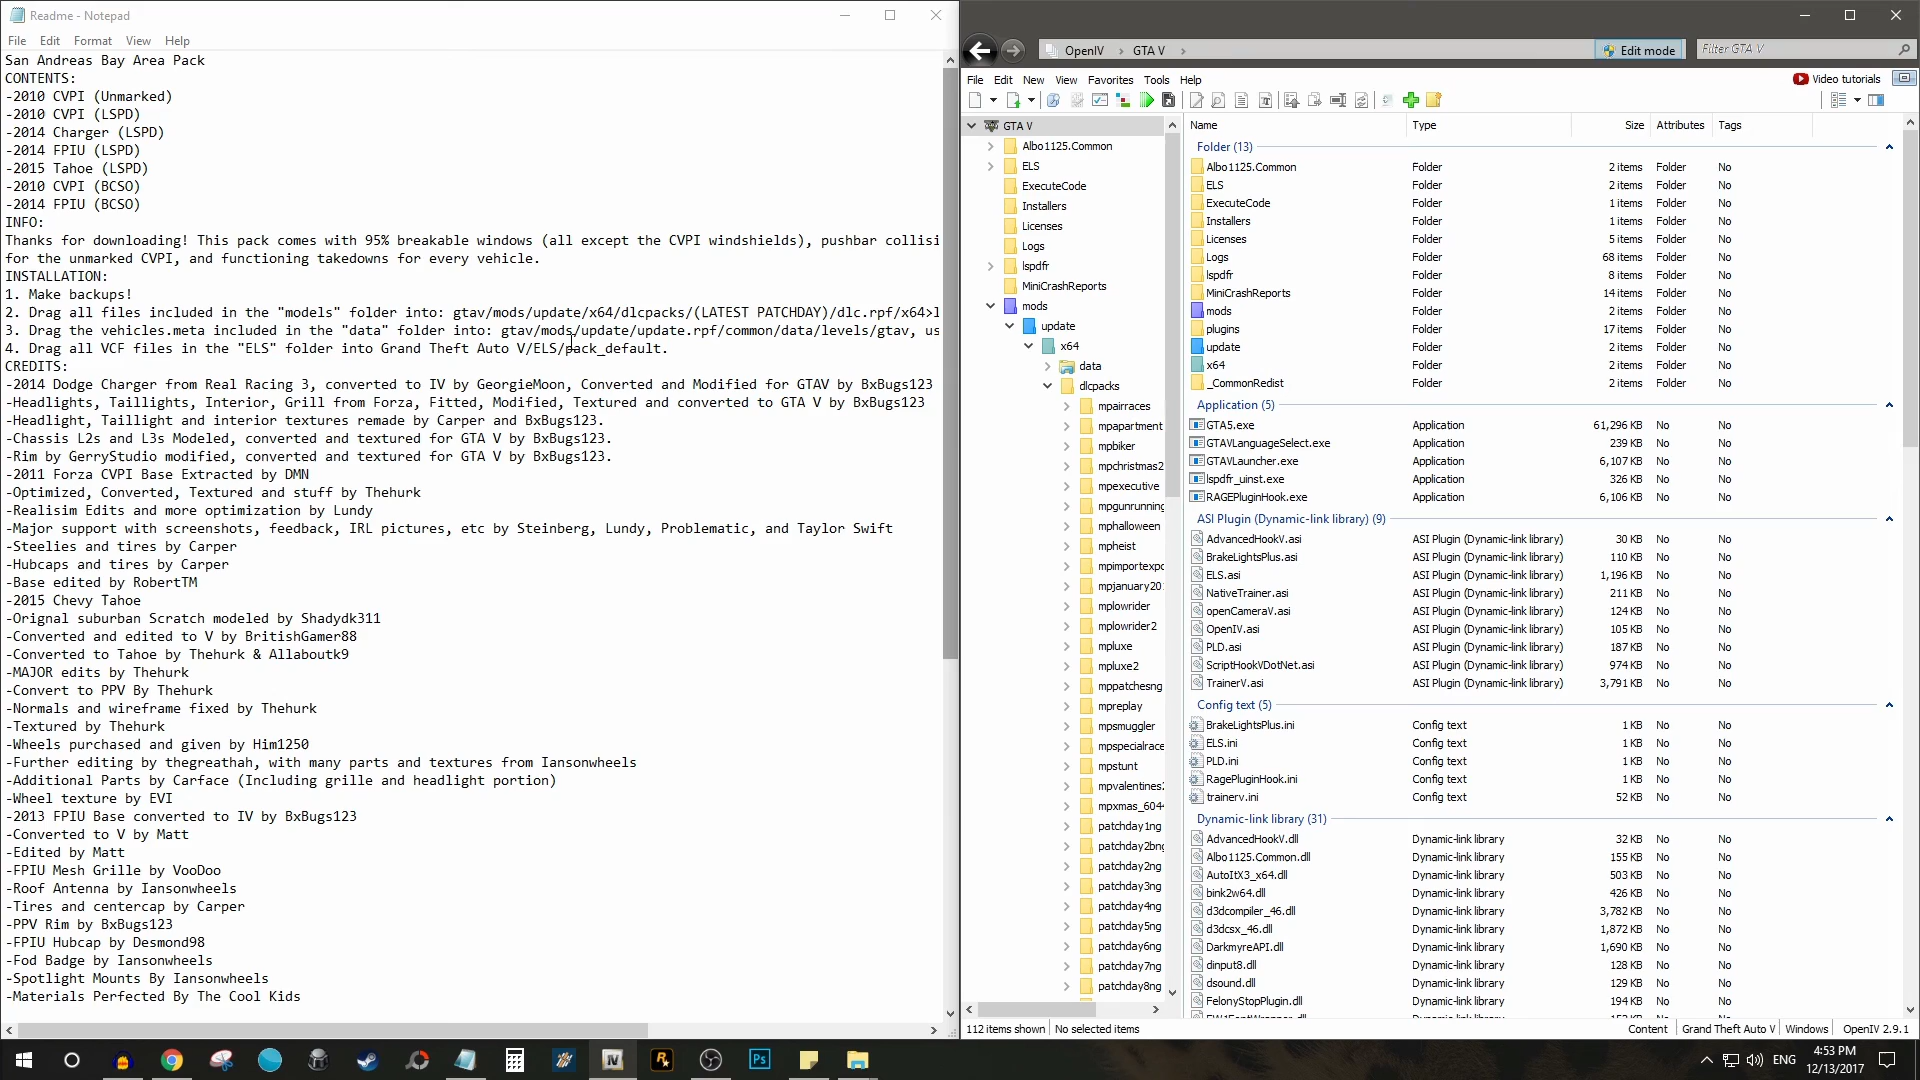 Readme - Notepad
File Edit Format View Help
San Andreas Bay Area Pack
CONTENTS:
-2010 CVPI (Unmarked)
-2010 CVPI (LSPD)
-2014 Charger (LSPD)
-2014 FPIU (LSPD)
-2015 Tahoe (LSPD)
-2010 CVPI (BCSO)
-2014 FPIU (BCSO)
INFO:
Thanks for downloading! This pack comes with 95% breakable windows (all except the CVPI windshields), pushbar collisi
for the unmarked CVPI, and functioning takedowns for every vehicle.
INSTALLATION:
1. Make backups!
2. Drag all files included in the "models" folder into: gtav/mods/update/x64/dlcpacks/(LATEST PATCHDAY)/dlc.rpf/x64>l
3. Drag the vehicles.meta included in the "data" folder into: gtav/mods/update/update.rpf/common/data/levels/gtav, us
4. Drag all VCF files in the "ELS" folder into Grand Theft Auto V/ELS/pack_default.
CREDITS:
-2014 Dodge Charger from Real Racing 3, converted to IV by GeorgieMoon, Converted and Modified for GTAV by BxBugs123
-Headlights, Taillights, Interior, Grill from Forza, Fitted, Modified, Textured and converted to GTA V by BxBugs123
-Headlight, Taillight and interior textures remade by Carper and BxBugs123.
-Chassis L2s and L3s Modeled, converted and textured for GTA V by BxBugs123.
-Rim by GerryStudio modified, converted and textured for GTA V by BxBugs123.
-2011 Forza CVPI Base Extracted by DMN
-Optimized, Converted, Textured and stuff by Thehurk
-Realisim Edits and more optimization by Lundy
-Major support with screenshots, feedback, IRL pictures, etc by Steinberg, Lundy, Problematic, and Taylor Swift
-Steelies and tires by Carper
-Hubcaps and tires by Carper
-Base edited by RobertTM
-2015 Chevy Tahoe
-Orignal suburban Scratch modeled by Shadydk311
-Converted and edited to V by BritishGamer88
-Converted to Tahoe by Thehurk & Allaboutk9
-MAJOR edits by Thehurk
-Convert to PPV By Thehurk
-Normals and wireframe fixed by Thehurk
-Textured by Thehurk
-Wheels purchased and given by Him1250
-Further editing by thegreathah, with many parts and textures from Iansonwheels
-Additional Parts by Carface (Including grille and headlight portion)
-Wheel texture by EVI
-2013 FPIU Base converted to IV by BxBugs123
-Converted to V by Matt
-Edited by Matt
-FPIU Mesh Grille by VooDoo
-Roof Antenna by Iansonwheels
-Tires and centercap by Carper
-PPV Rim by BxBugs123
-FPIU Hubcap by Desmond98
-Fod Badge by Iansonwheels
-Spotlight Mounts By Iansonwheels
-Materials Perfected By The Cool Kids
OpenIV GTA V Edit mode Filter GTA V
File Edit New View Favorites Tools Help Video tutorials
GTA V
Albo1125.Common
ELS
ExecuteCode
Installers
Licenses
Logs
lspdfr
MiniCrashReports
mods
update
x64
data
dlcpacks
mpairraces
mpapartment
mpbiker
mpchristmas2
mpexecutive
mpgunrunning
mphalloween
mpheist
mpimportexpo
mpjanuary201
mplowrider
mplowrider2
mpluxe
mpluxe2
mppatchesng
mpreplay
mpsmuggler
mpspecialrace
mpstunt
mpvalentines2
mpxmas_6044
patchday1ng
patchday2bng
patchday2ng
patchday3ng
patchday4ng
patchday5ng
patchday6ng
patchday7ng
patchday8ng
Name Type Size Attributes Tags
Folder (13)
Albo1125.Common Folder 2 items Folder No
ELS Folder 2 items Folder No
ExecuteCode Folder 1 items Folder No
Installers Folder 1 items Folder No
Licenses Folder 5 items Folder No
Logs Folder 68 items Folder No
lspdfr Folder 8 items Folder No
MiniCrashReports Folder 14 items Folder No
mods Folder 2 items Folder No
plugins Folder 17 items Folder No
update Folder 2 items Folder No
x64 Folder 2 items Folder No
_CommonRedist Folder 2 items Folder No
Application (5)
GTA5.exe Application 61,296 KB No No
GTAVLanguageSelect.exe Application 239 KB No No
GTAVLauncher.exe Application 6,107 KB No No
lspdfr_uinst.exe Application 326 KB No No
RAGEPluginHook.exe Application 6,106 KB No No
ASI Plugin (Dynamic-link library) (9)
AdvancedHookV.asi ASI Plugin (Dynamic-link library) 30 KB No No
BrakeLightsPlus.asi ASI Plugin (Dynamic-link library) 110 KB No No
ELS.asi ASI Plugin (Dynamic-link library) 1,196 KB No No
NativeTrainer.asi ASI Plugin (Dynamic-link library) 211 KB No No
openCameraV.asi ASI Plugin (Dynamic-link library) 124 KB No No
OpenIV.asi ASI Plugin (Dynamic-link library) 105 KB No No
PLD.asi ASI Plugin (Dynamic-link library) 187 KB No No
ScriptHookVDotNet.asi ASI Plugin (Dynamic-link library) 974 KB No No
TrainerV.asi ASI Plugin (Dynamic-link library) 3,791 KB No No
Config text (5)
BrakeLightsPlus.ini Config text 1 KB No No
ELS.ini Config text 1 KB No No
PLD.ini Config text 1 KB No No
RagePluginHook.ini Config text 1 KB No No
trainerv.ini Config text 52 KB No No
Dynamic-link library (31)
AdvancedHookV.dll Dynamic-link library 32 KB No No
Albo1125.Common.dll Dynamic-link library 155 KB No No
AutoItX3_x64.dll Dynamic-link library 503 KB No No
bink2w64.dll Dynamic-link library 426 KB No No
d3dcompiler_46.dll Dynamic-link library 3,782 KB No No
d3dcsx_46.dll Dynamic-link library 1,872 KB No No
DarkmyreAPI.dll Dynamic-link library 1,690 KB No No
dinput8.dll Dynamic-link library 128 KB No No
dsound.dll Dynamic-link library 129 KB No No
FelonyStopPlugin.dll Dynamic-link library 194 KB No No
112 items shown No selected items Content Grand Theft Auto V Windows OpenIV 2.9.1
IV Ps ENG 4:53 PM
12/13/2017